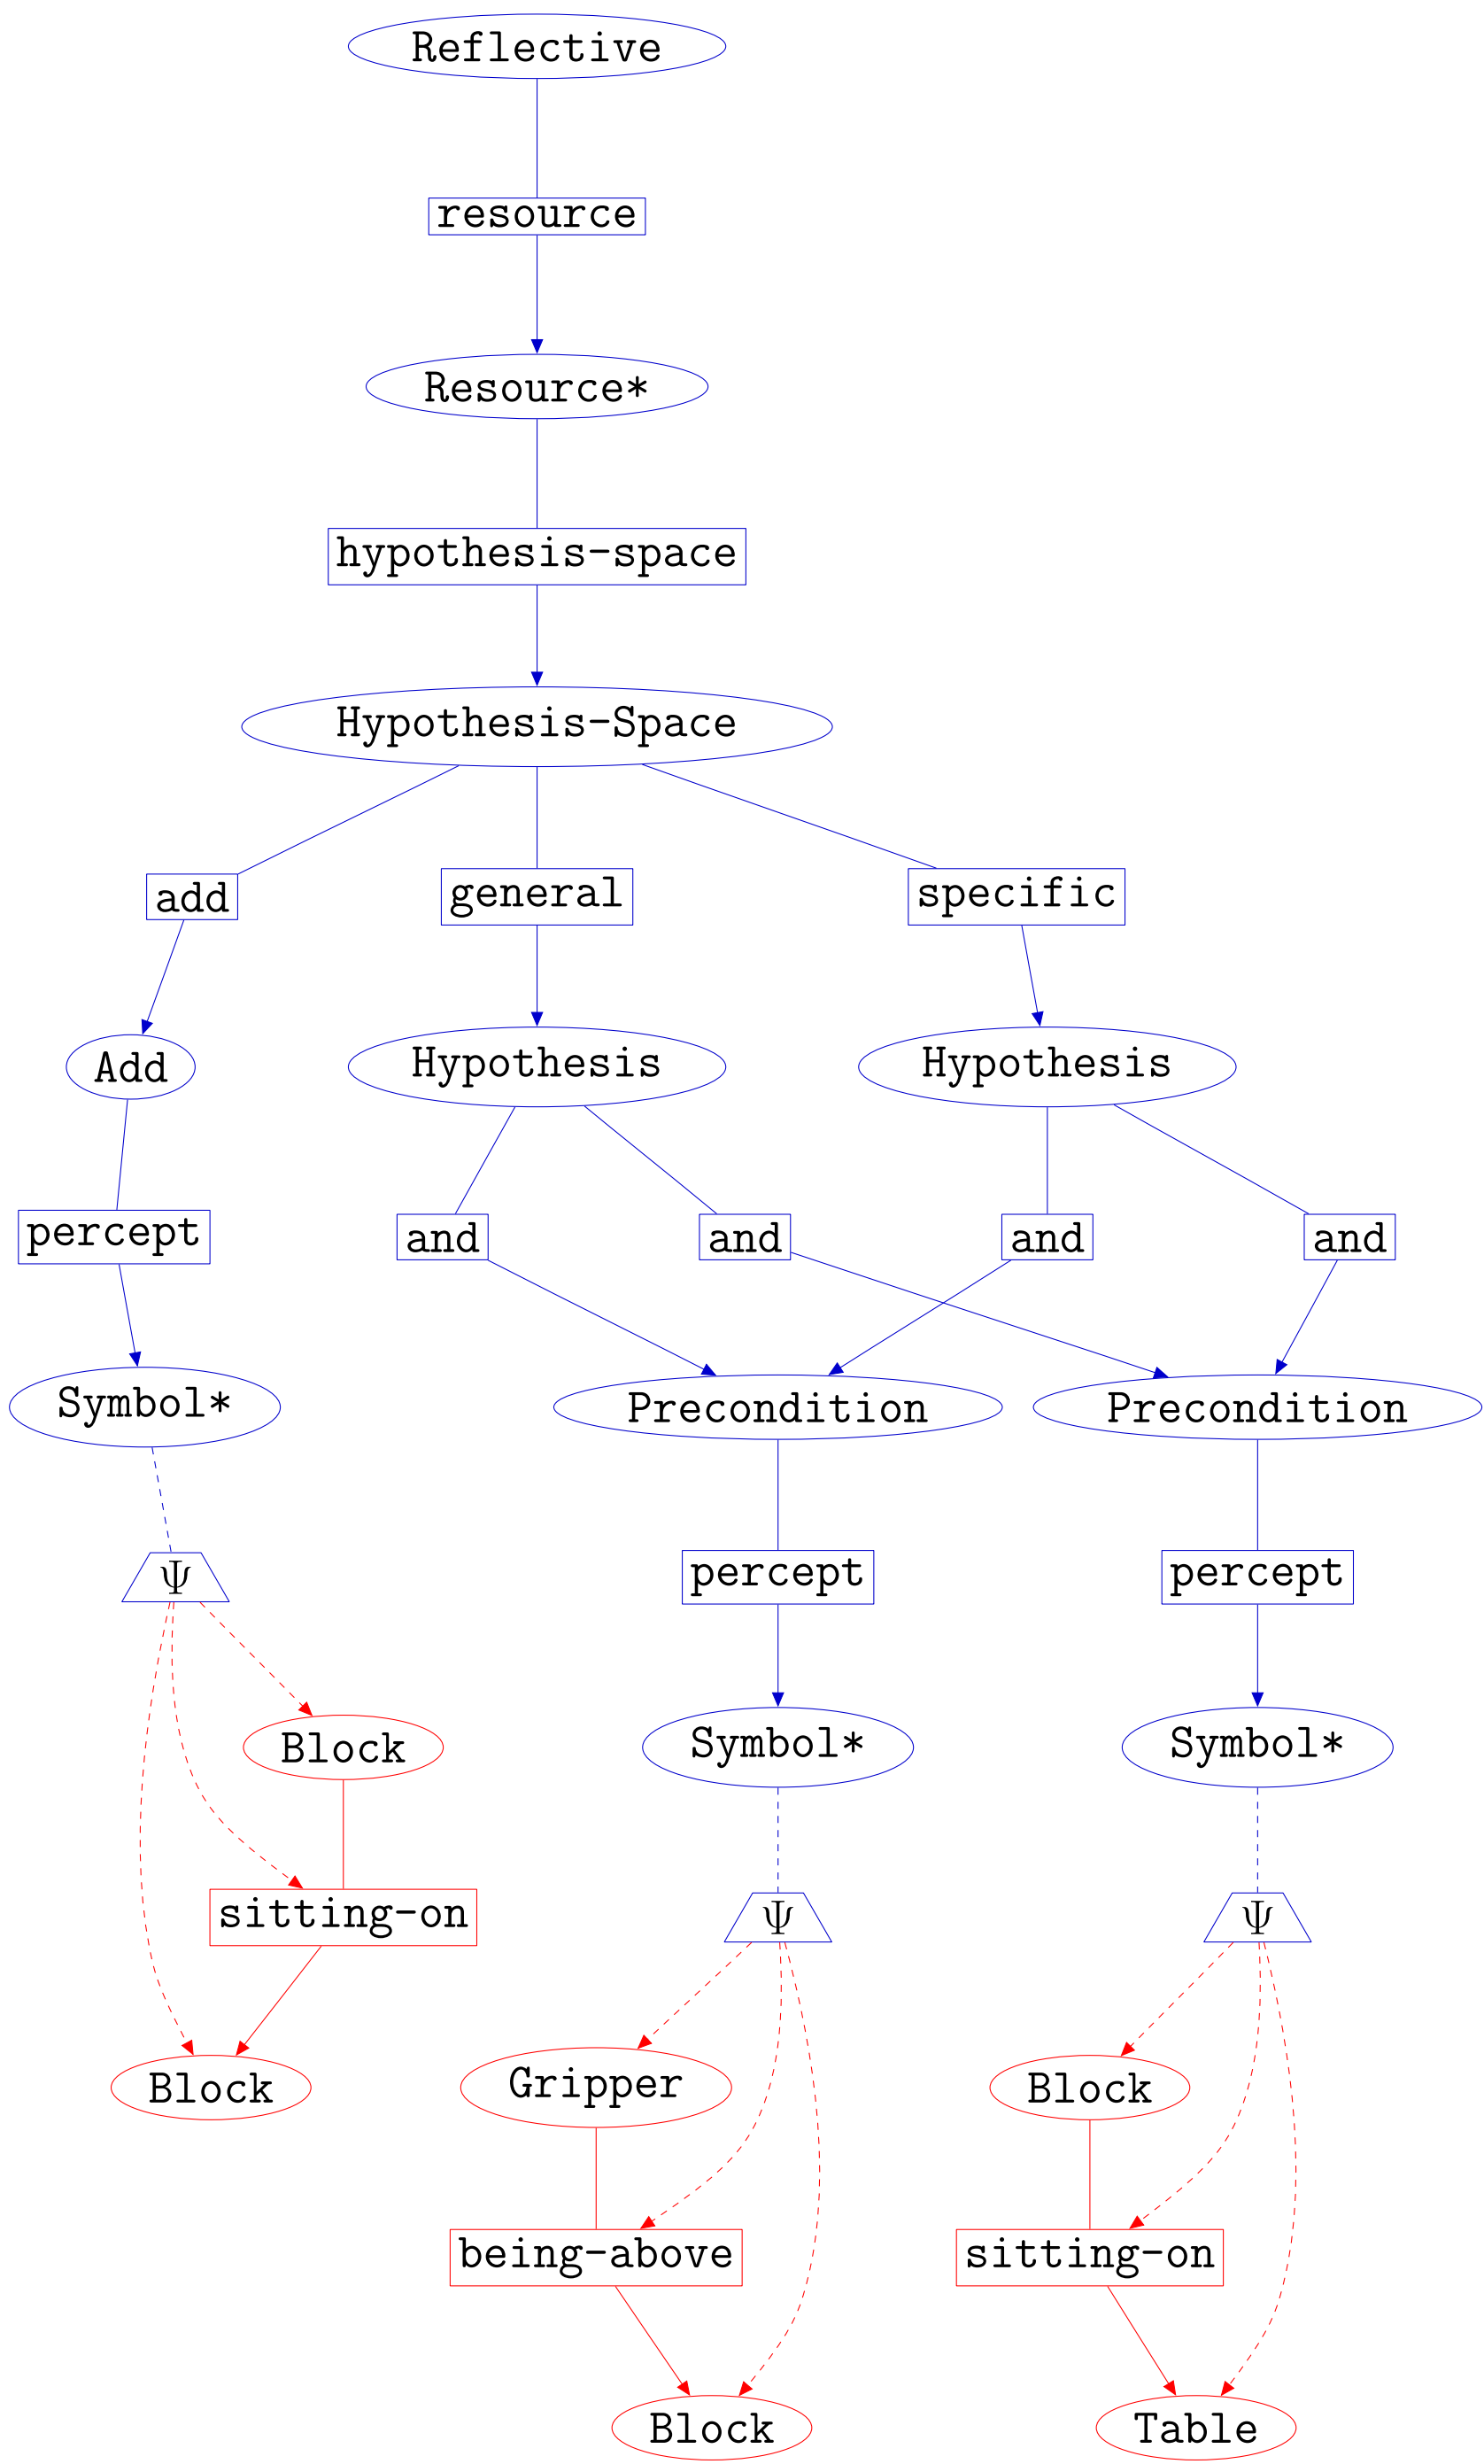 Reflective
resource
Resource*
hypothesis-space
Hypothesis-Space
add
general
specific
Add
Hypothesis
Hypothesis
percept
and
and
and
and
Symbol*
Precondition
Precondition
Ψ
percept
percept
Block
Symbol*
Symbol*
sitting-on
Ψ
Ψ
Block
Gripper
Block
being-above
sitting-on
Block
Table